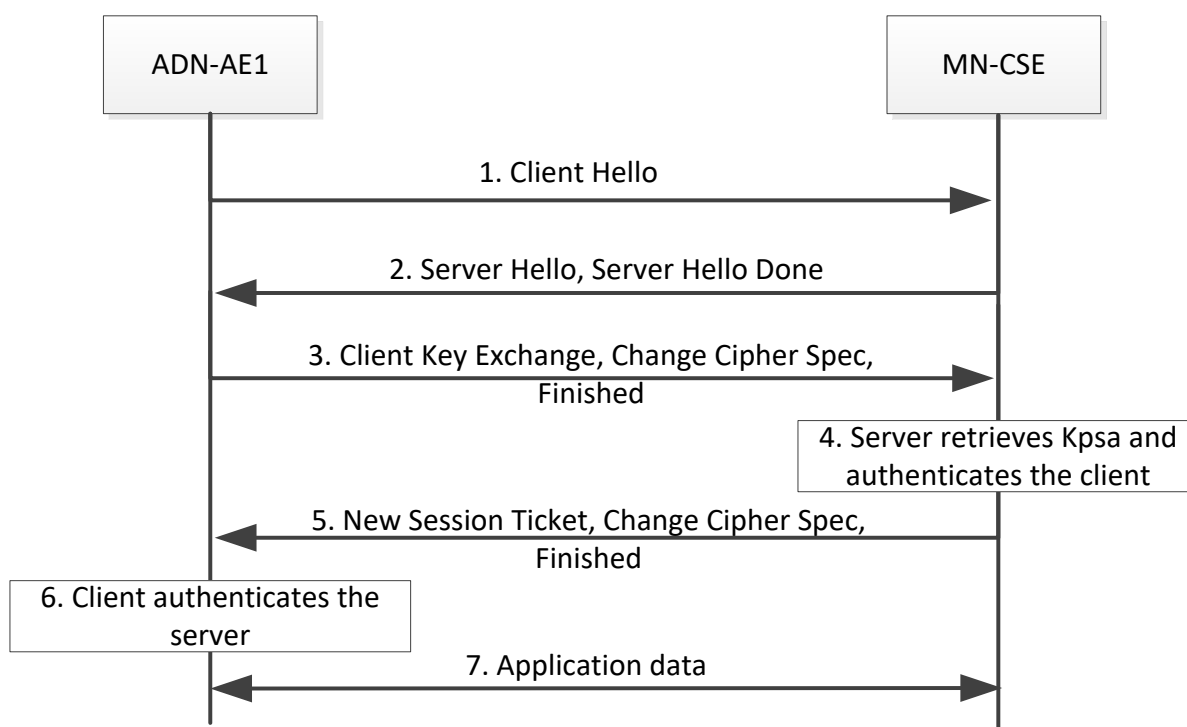 ADN-AE1
MN-CSE
1. Client Hello
2. Server Hello, Server Hello Done
3. Client Key Exchange, Change Cipher Spec,
Finished
4. Server retrieves Kpsa and
authenticates the client
5. New Session Ticket, Change Cipher Spec,
Finished
6. Client authenticates the
server
7. Application data